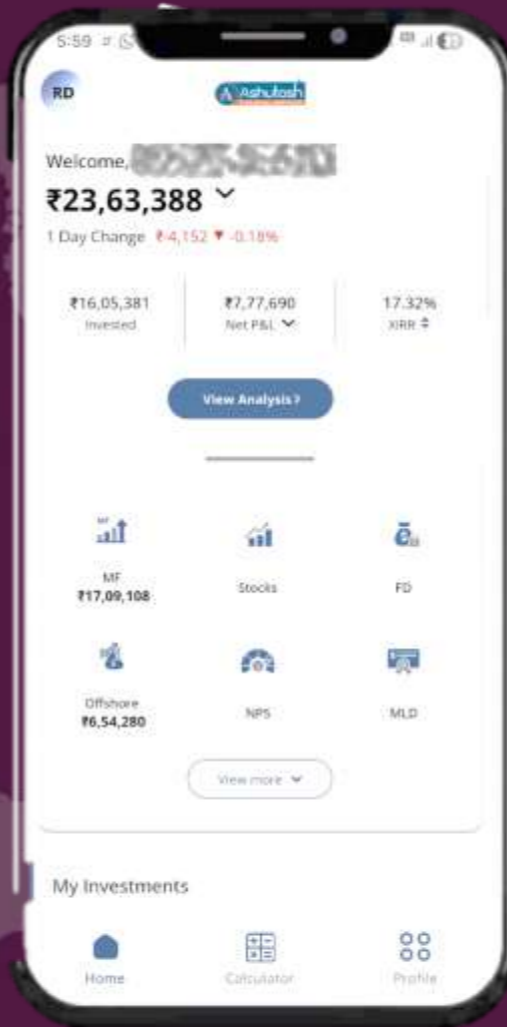 5:59
RD
Ashutosh
Welcome,
₹23,63,388
1 Day Change ₹-4,152 ▼ -0.18%
₹16,05,381 ₹7,77,690 17.32%
Invested Net P&L XIRR
View Analysis >
MF Stocks FD
₹17,09,108
Offshore NPS MLD
₹6,54,280
View more
My Investments
Home Calculator Profile